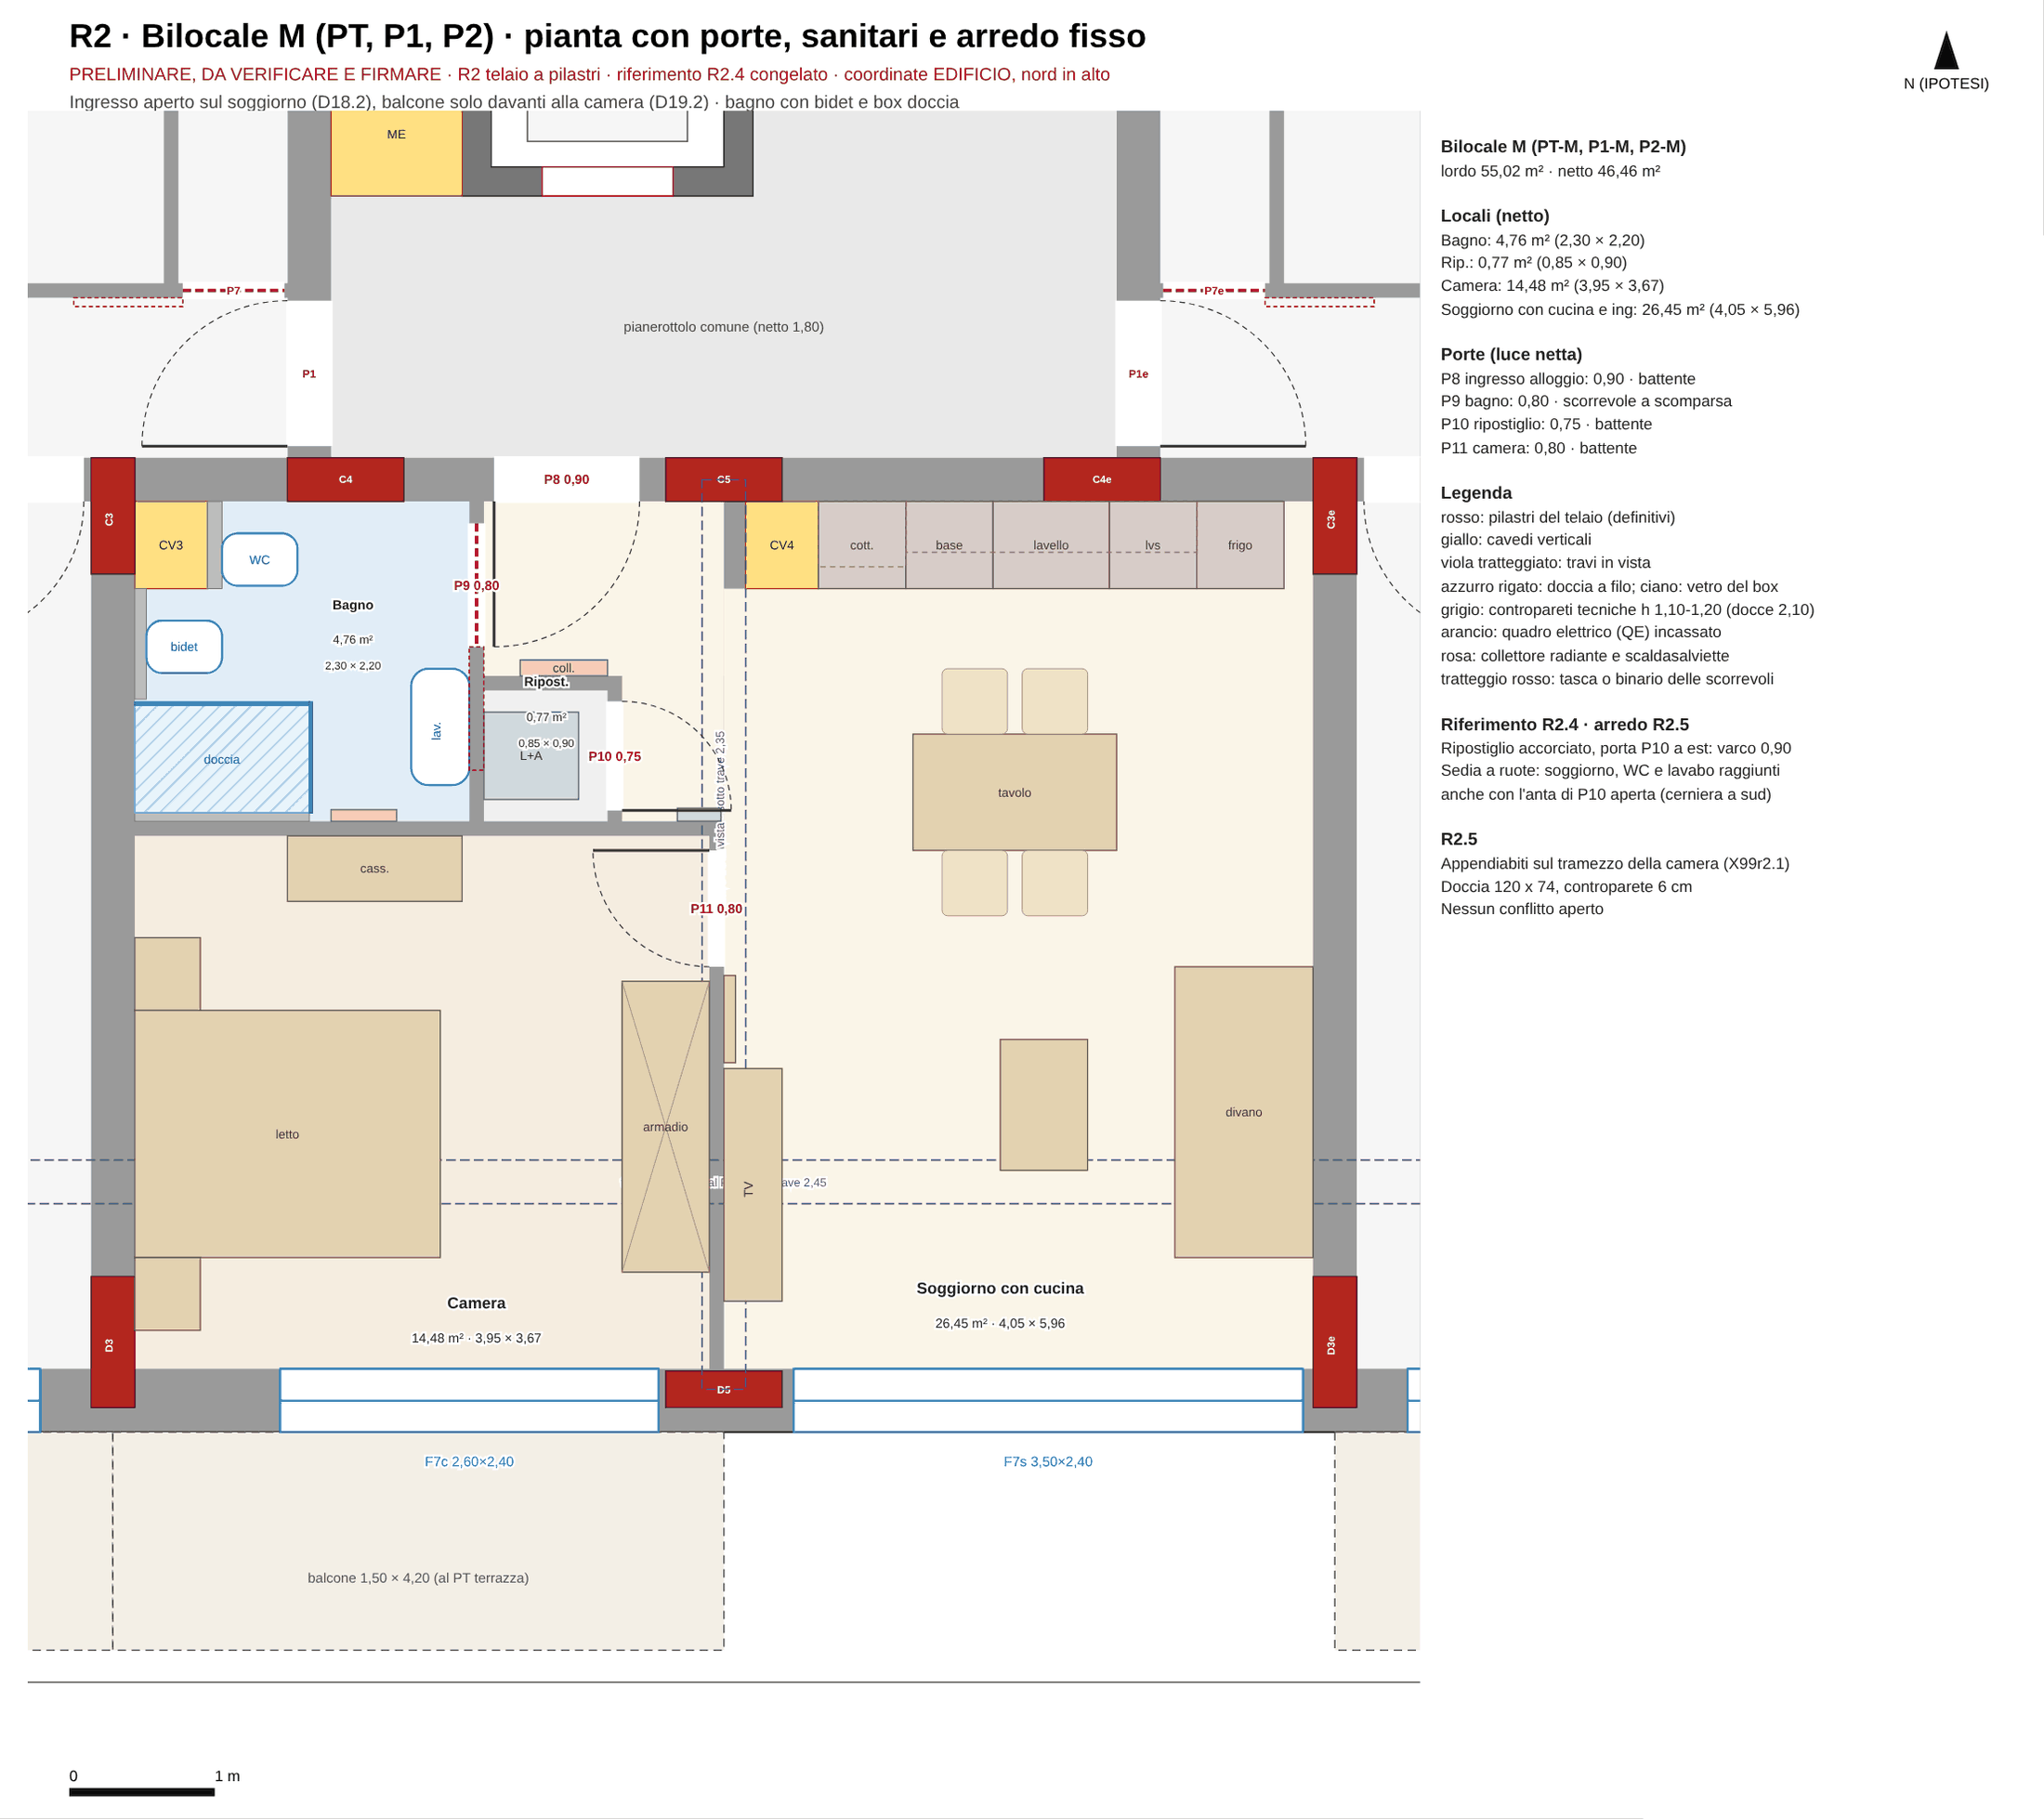 R2 · Bilocale M (PT, P1, P2) · pianta con porte, sanitari e arredo fisso
PRELIMINARE, DA VERIFICARE E FIRMARE · R2 telaio a pilastri · riferimento R2.4 congelato · coordinate EDIFICIO, nord in alto
Ingresso aperto sul soggiorno (D18.2), balcone solo davanti alla camera (D19.2) · bagno con bidet e box doccia
N (IPOTESI)
ME
P7
P7e
pianerottolo comune (netto 1,80)
P1
P1e
C3
C4
P8 0,90
C5
C4e
C3e
CV3
WC
CV4
cott.
base
lavello
lvs
frigo
P9 0,80
Bagno
4,76 m²
2,30 × 2,20
bidet
coll.
Ripost.
0,77 m²
0,85 × 0,90
L+A
P10 0,75
lav.
doccia
vista
sotto trave 2,35
tavolo
cass.
P11 0,80
letto
armadio
TV
divano
ave 2,45
Camera
14,48 m² · 3,95 × 3,67
Soggiorno con cucina
26,45 m² · 4,05 × 5,96
D3
D5
D3e
F7c 2,60×2,40
F7s 3,50×2,40
balcone 1,50 × 4,20 (al PT terrazza)
0
1 m
Bilocale M (PT-M, P1-M, P2-M)
lordo 55,02 m² · netto 46,46 m²
Locali (netto)
Bagno: 4,76 m² (2,30 × 2,20)
Rip.: 0,77 m² (0,85 × 0,90)
Camera: 14,48 m² (3,95 × 3,67)
Soggiorno con cucina e ing: 26,45 m² (4,05 × 5,96)
Porte (luce netta)
P8 ingresso alloggio: 0,90 · battente
P9 bagno: 0,80 · scorrevole a scomparsa
P10 ripostiglio: 0,75 · battente
P11 camera: 0,80 · battente
Legenda
rosso: pilastri del telaio (definitivi)
giallo: cavedi verticali
viola tratteggiato: travi in vista
azzurro rigato: doccia a filo; ciano: vetro del box
grigio: contropareti tecniche h 1,10-1,20 (docce 2,10)
arancio: quadro elettrico (QE) incassato
rosa: collettore radiante e scaldasalviette
tratteggio rosso: tasca o binario delle scorrevoli
Riferimento R2.4 · arredo R2.5
Ripostiglio accorciato, porta P10 a est: varco 0,90
Sedia a ruote: soggiorno, WC e lavabo raggiunti
anche con l'anta di P10 aperta (cerniera a sud)
R2.5
Appendiabiti sul tramezzo della camera (X99r2.1)
Doccia 120 x 74, controparete 6 cm
Nessun conflitto aperto